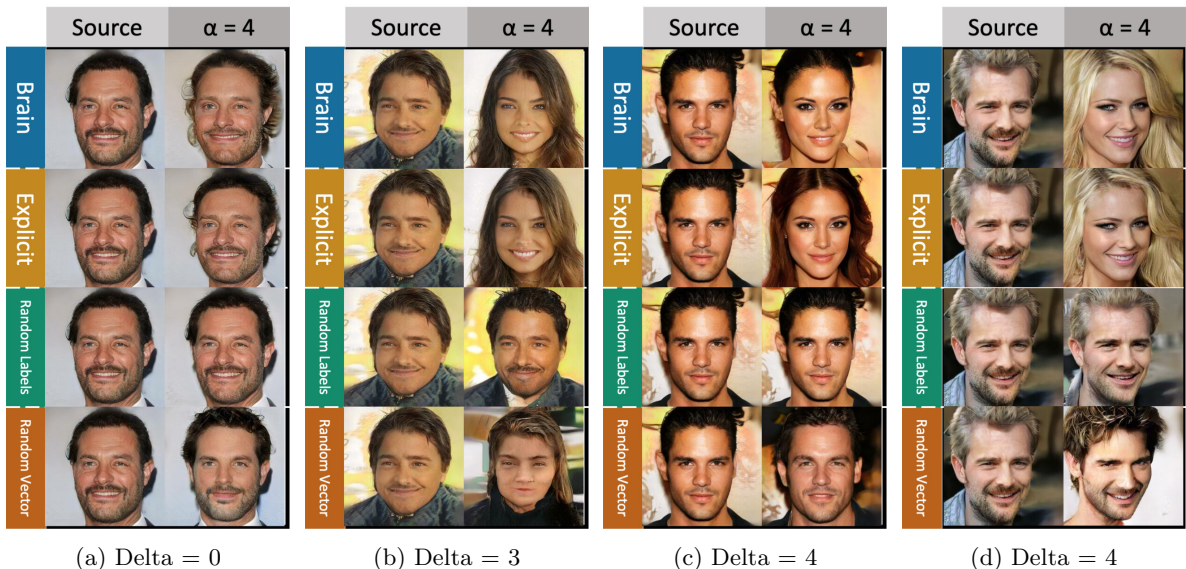 Source α = 4
Brain
Explicit
Random Labels
Random Vector
(a) Delta = 0
Source α = 4
Brain
Explicit
Random Labels
Random Vector
(b) Delta = 3
Source α = 4
Brain
Explicit
Random Labels
Random Vector
(c) Delta = 4
Source α = 4
Brain
Explicit
Random Labels
Random Vector
(d) Delta = 4